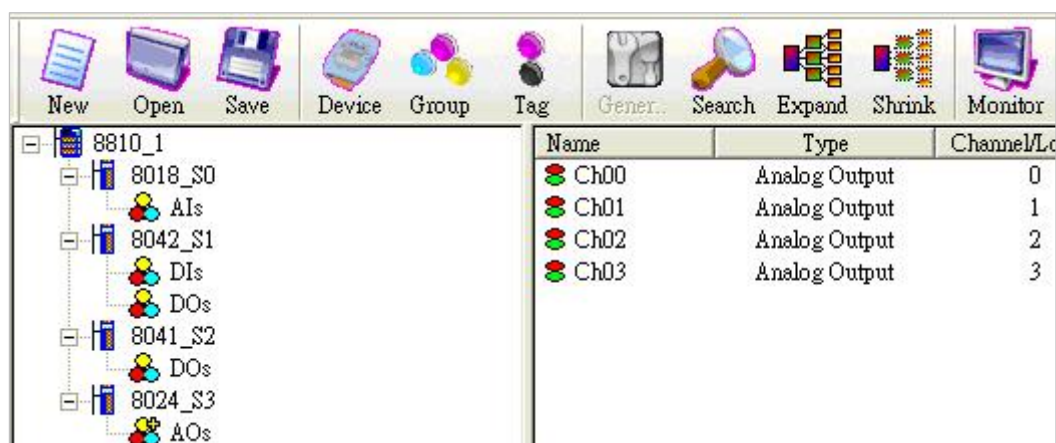 New Open Save Device Group Tag Gener.. Search Expand Shrink Monitor
8810_1
8018_S0
AIs
8042_S1
DIs
DOs
8041_S2
DOs
8024_S3
AOs
Name Type Channel/Lo
Ch00 Analog Output 0
Ch01 Analog Output 1
Ch02 Analog Output 2
Ch03 Analog Output 3